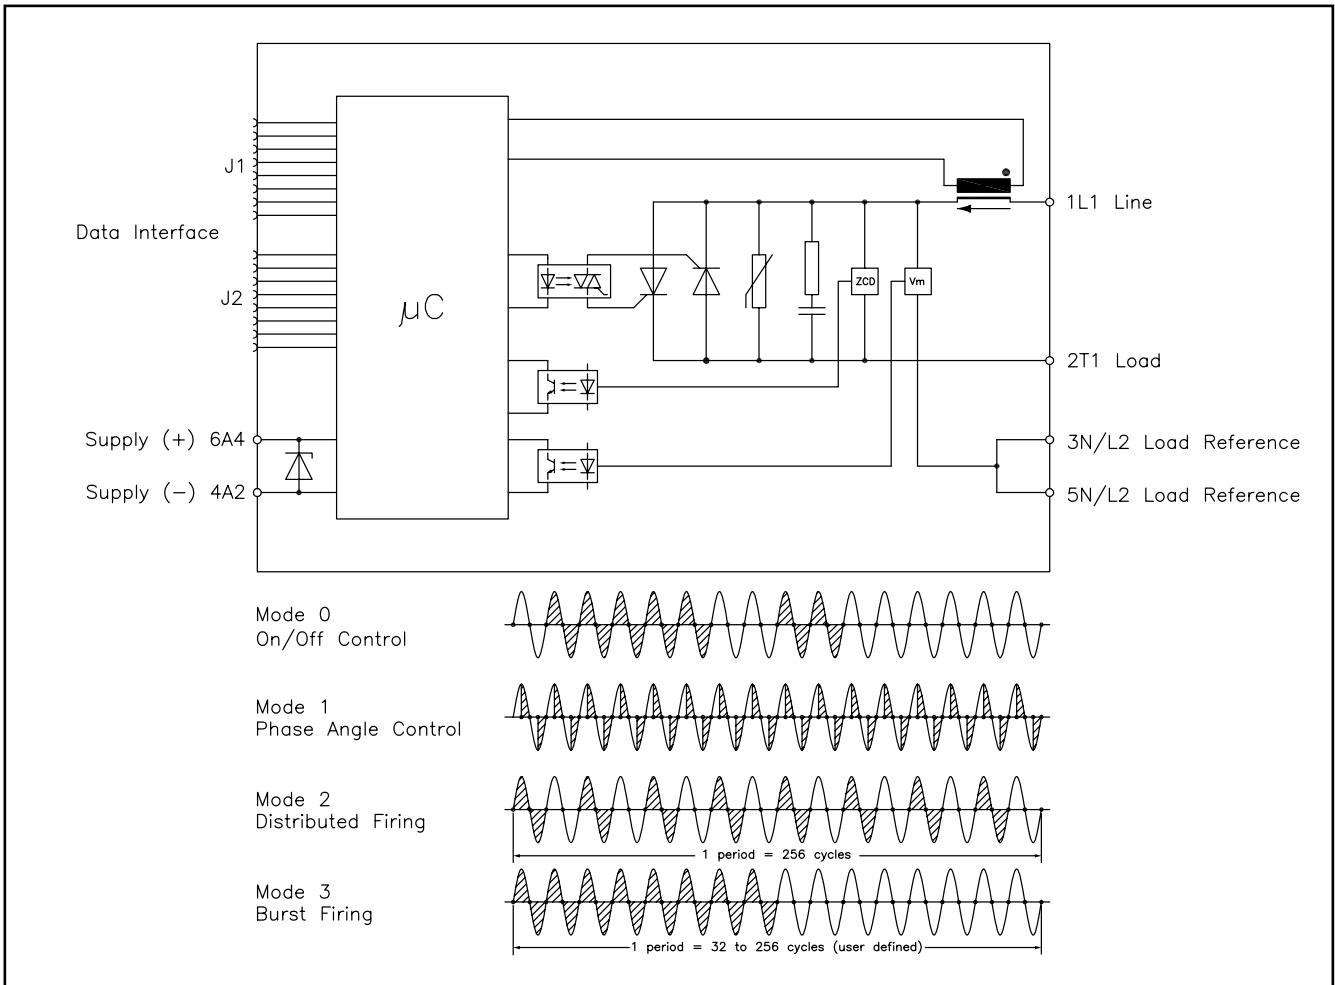 J1
1L1 Line
Data Interface
ZCD
Vm
J2
μC
2T1 Load
Supply (+) 6A4
3N/L2 Load Reference
Supply (-) 4A2
5N/L2 Load Reference
Mode 0
On/Off Control
Mode 1
Phase Angle Control
Mode 2
Distributed Firing
1 period = 256 cycles
Mode 3
Burst Firing
1 period = 32 to 256 cycles (user defined)